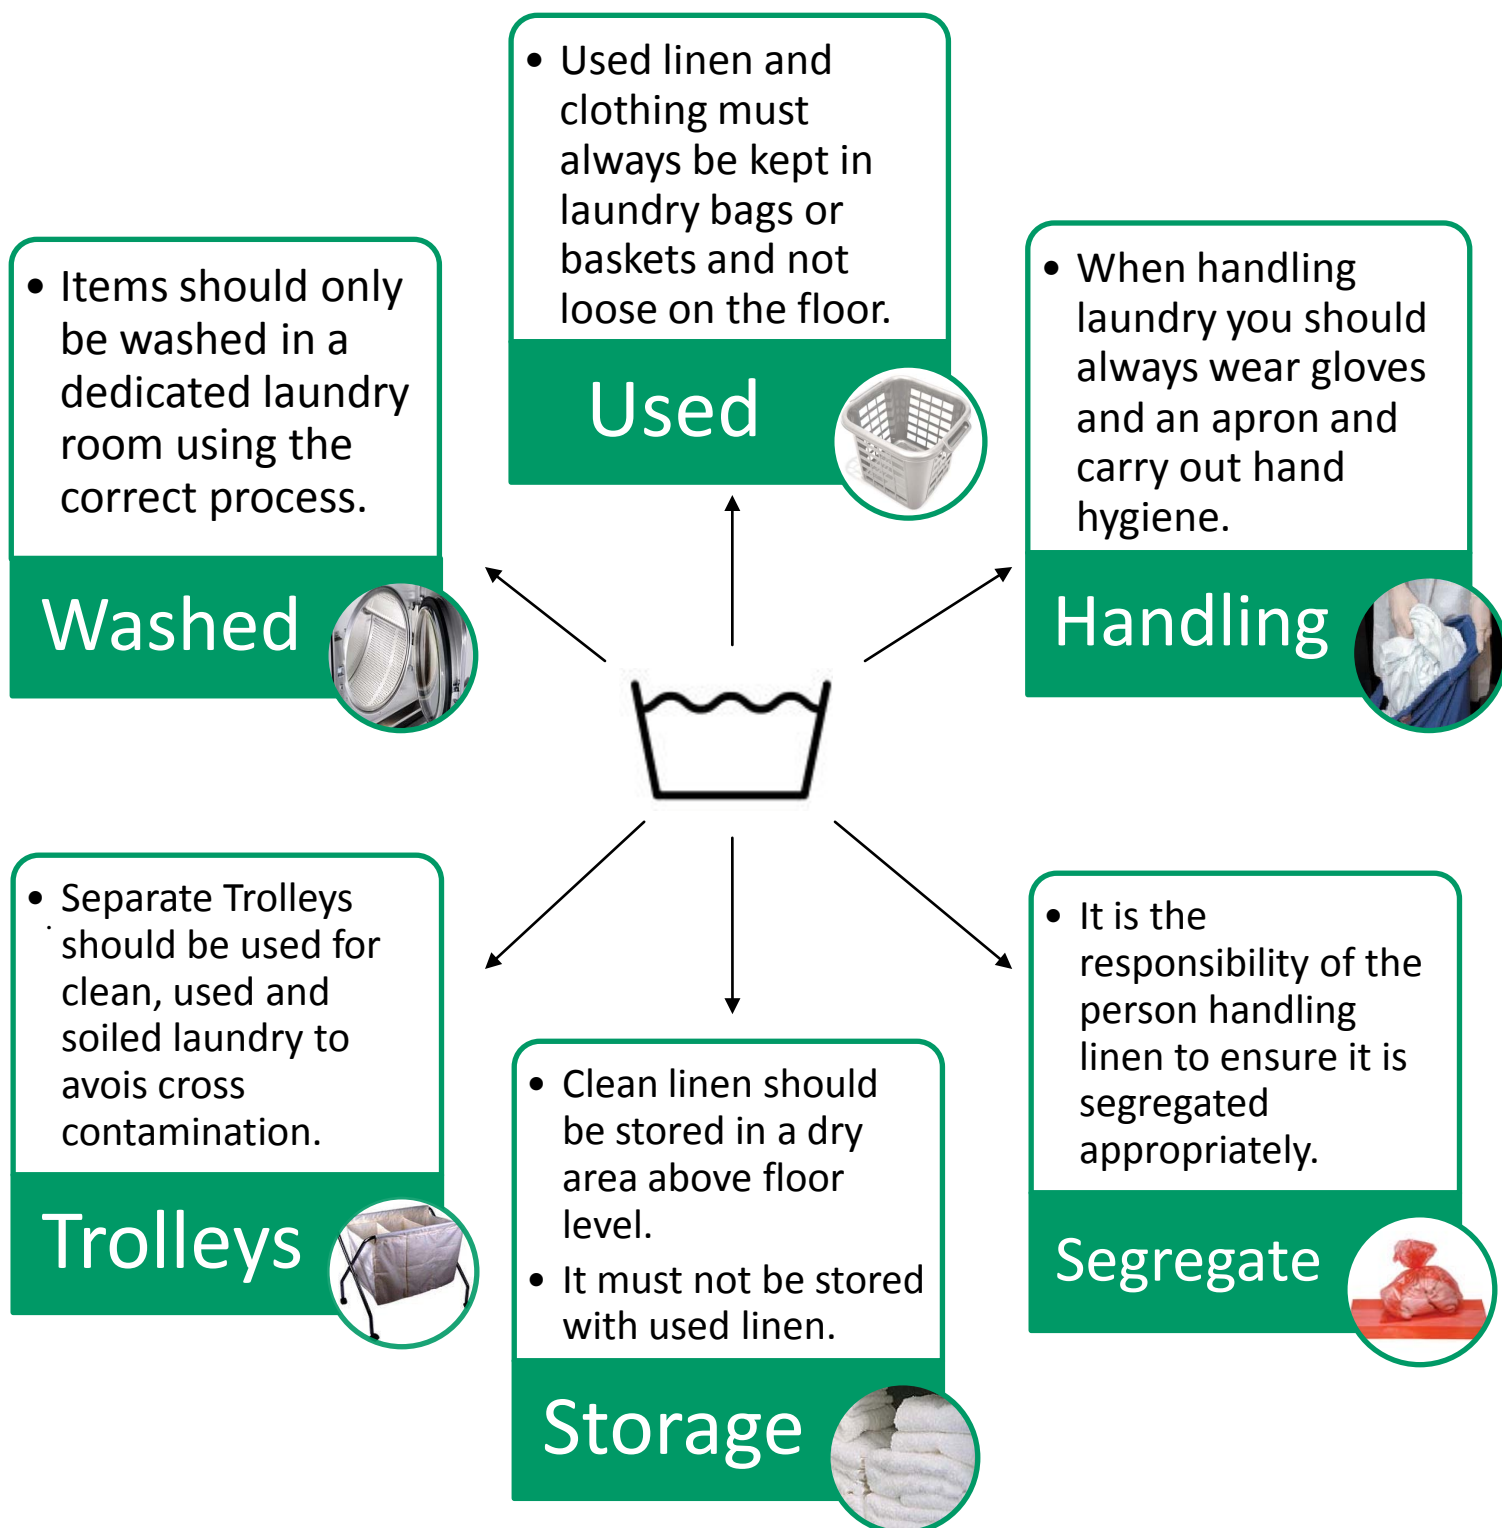 • Used linen and
clothing must
always be kept in
laundry bags or
baskets and not
loose on the floor.
Used
• Items should only
be washed in a
dedicated laundry
room using the
correct process.
Washed
• When handling
laundry you should
always wear gloves
and an apron and
carry out hand
hygiene.
Handling
• Separate Trolleys
should be used for
clean, used and
soiled laundry to
avois cross
contamination.
Trolleys
• Clean linen should
be stored in a dry
area above floor
level.
• It must not be stored
with used linen.
Storage
• It is the
responsibility of the
person handling
linen to ensure it is
segregated
appropriately.
Segregate